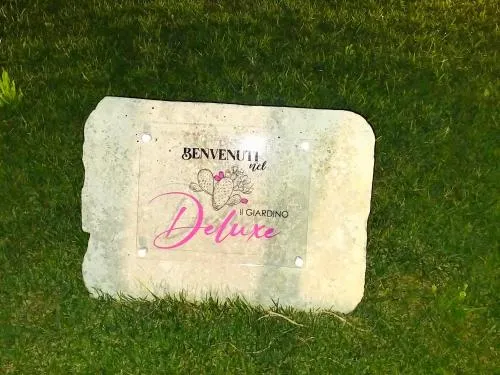 BENVENUTI
nel
Il GIARDINO
Deluxe